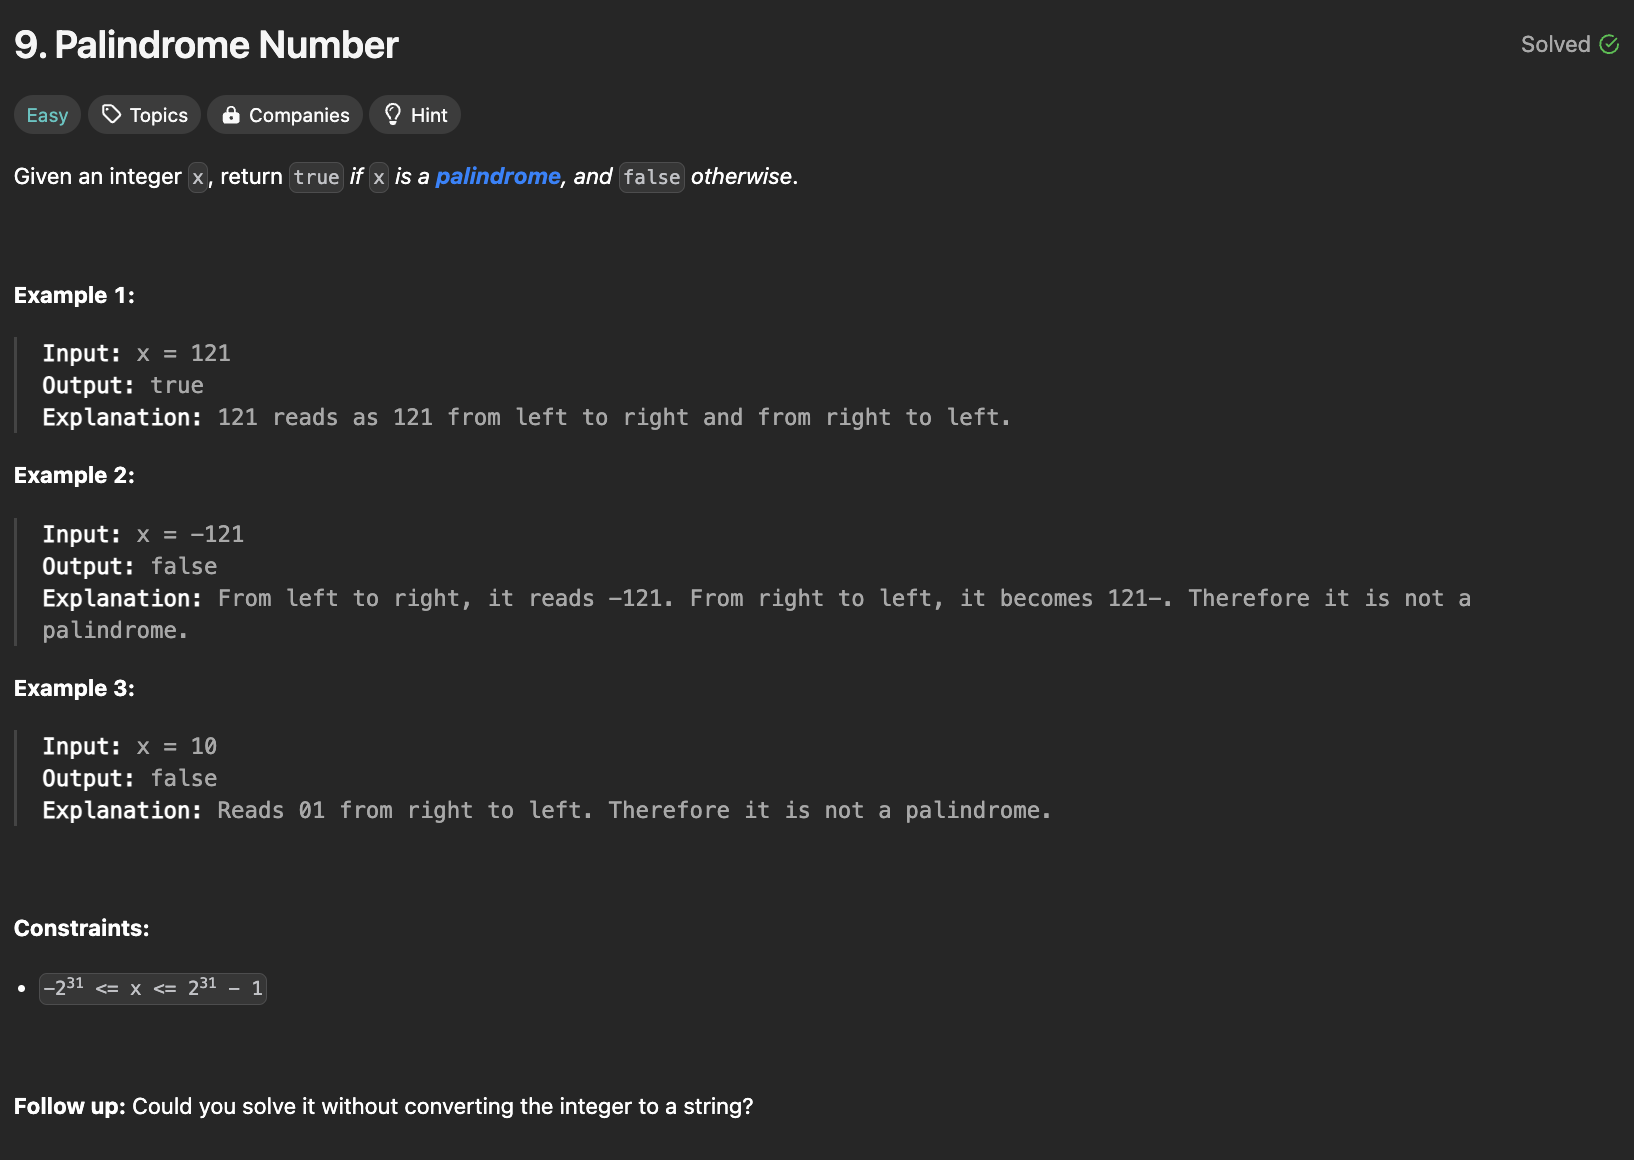 9. Palindrome Number
Solved
Easy
Topics
Companies
Hint
Given an integer x, return true if x is a palindrome, and false otherwise.
Example 1:
Input: x = 121
Output: true
Explanation: 121 reads as 121 from left to right and from right to left.
Example 2:
Input: x = -121
Output: false
Explanation: From left to right, it reads -121. From right to left, it becomes 121-. Therefore it is not a
palindrome.
Example 3:
Input: x = 10
Output: false
Explanation: Reads 01 from right to left. Therefore it is not a palindrome.
Constraints:
• -2³¹ <= x <= 2³¹ - 1
Follow up: Could you solve it without converting the integer to a string?